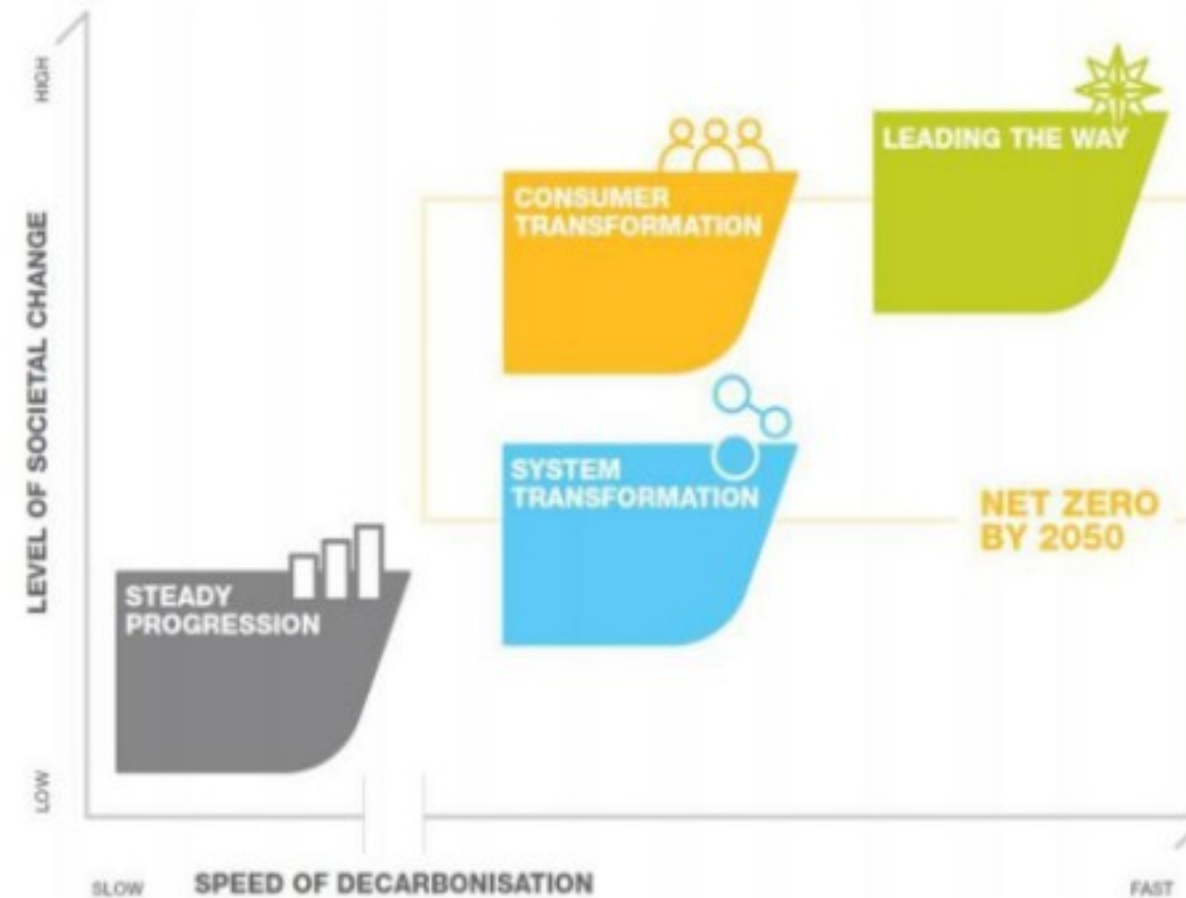 HIGH
LEVEL OF SOCIETAL CHANGE
LOW
LEADING THE WAY
CONSUMER
TRANSFORMATION
SYSTEM
TRANSFORMATION
NET ZERO
BY 2050
STEADY
PROGRESSION
SLOW
SPEED OF DECARBONISATION
FAST